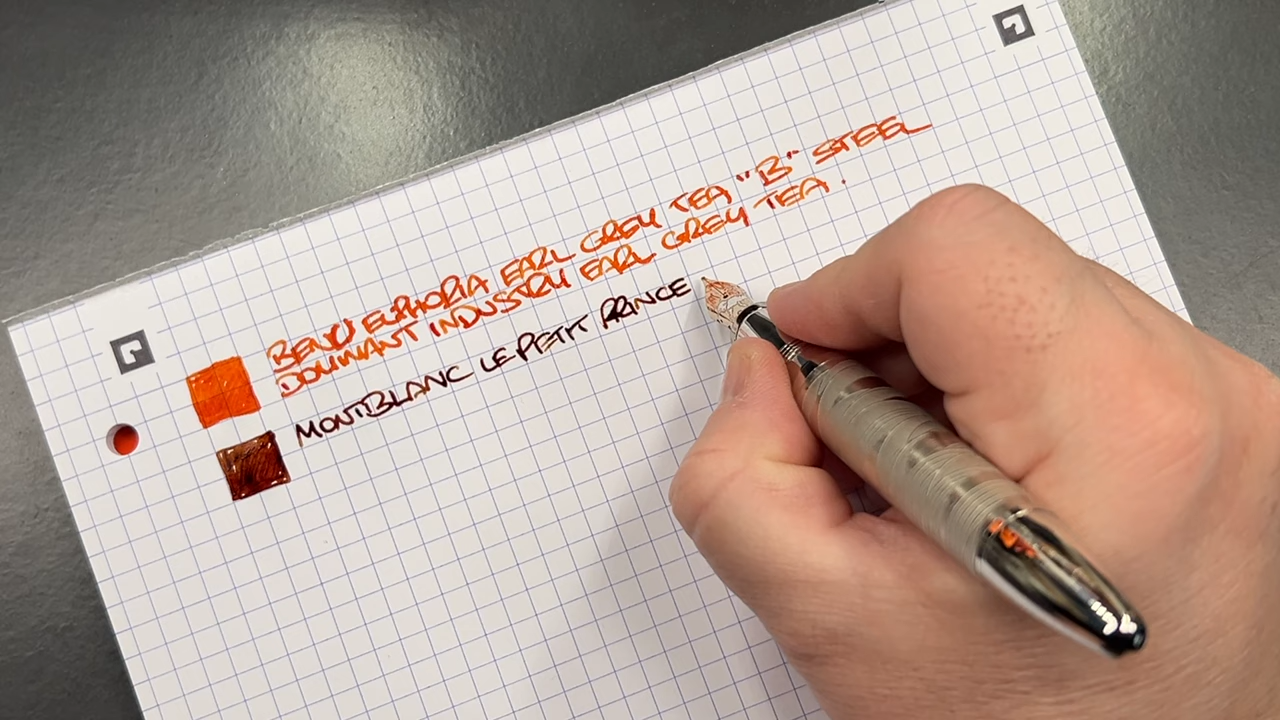 BENU EUPHORIA EARL GREY TEA "B" STEEL
DOMINANT INDUSTRY EARL GREY TEA.
MONTBLANC LE PETIT PRINCE